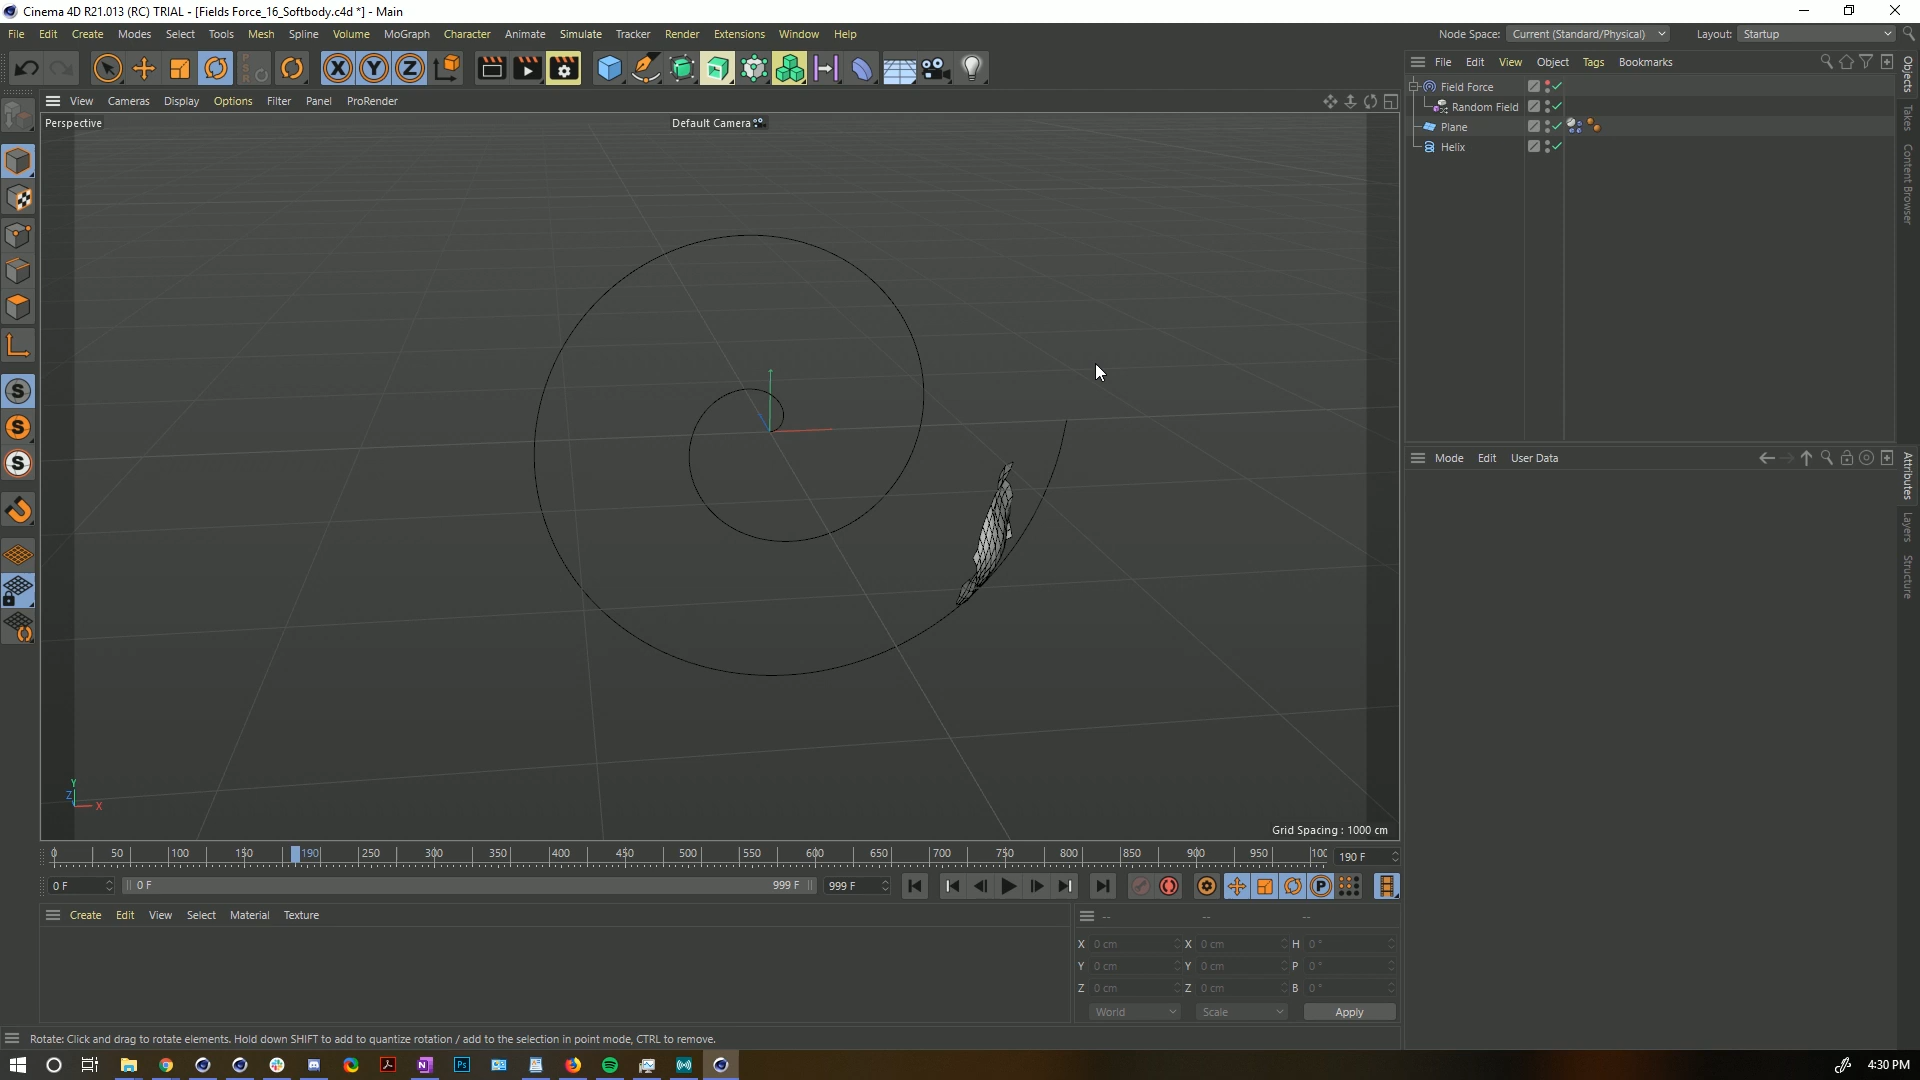 Cinema 4D R21.013 (RC) TRIAL - [Fields Force_16_Softbody.c4d *] - Main
File Edit Create Modes Select Tools Mesh Spline Volume MoGraph Character Animate Simulate Tracker Render Extensions Window Help
Node Space: Current (Standard/Physical) Layout: Startup
File Edit View Object Tags Bookmarks
Field Force
Random Field
Plane
Helix
Objects
Takes
Content Browser
View Cameras Display Options Filter Panel ProRender
Perspective
Default Camera
PSR
X Y Z
S
S
S
Y
Z
X
Grid Spacing : 1000 cm
Mode Edit User Data
Attributes
Layers
Structure
0 50 100 150 190 250 300 350 400 450 500 550 600 650 700 750 800 850 900 950 100 190 F
0 F 0 F 999 F 999 F
P
Create Edit View Select Material Texture
-- -- --
X 0 cm X 0 cm H 0 °
Y 0 cm Y 0 cm P 0 °
Z 0 cm Z 0 cm B 0 °
World Scale Apply
Rotate: Click and drag to rotate elements. Hold down SHIFT to add to quantize rotation / add to the selection in point mode, CTRL to remove.
Ps
4:30 PM